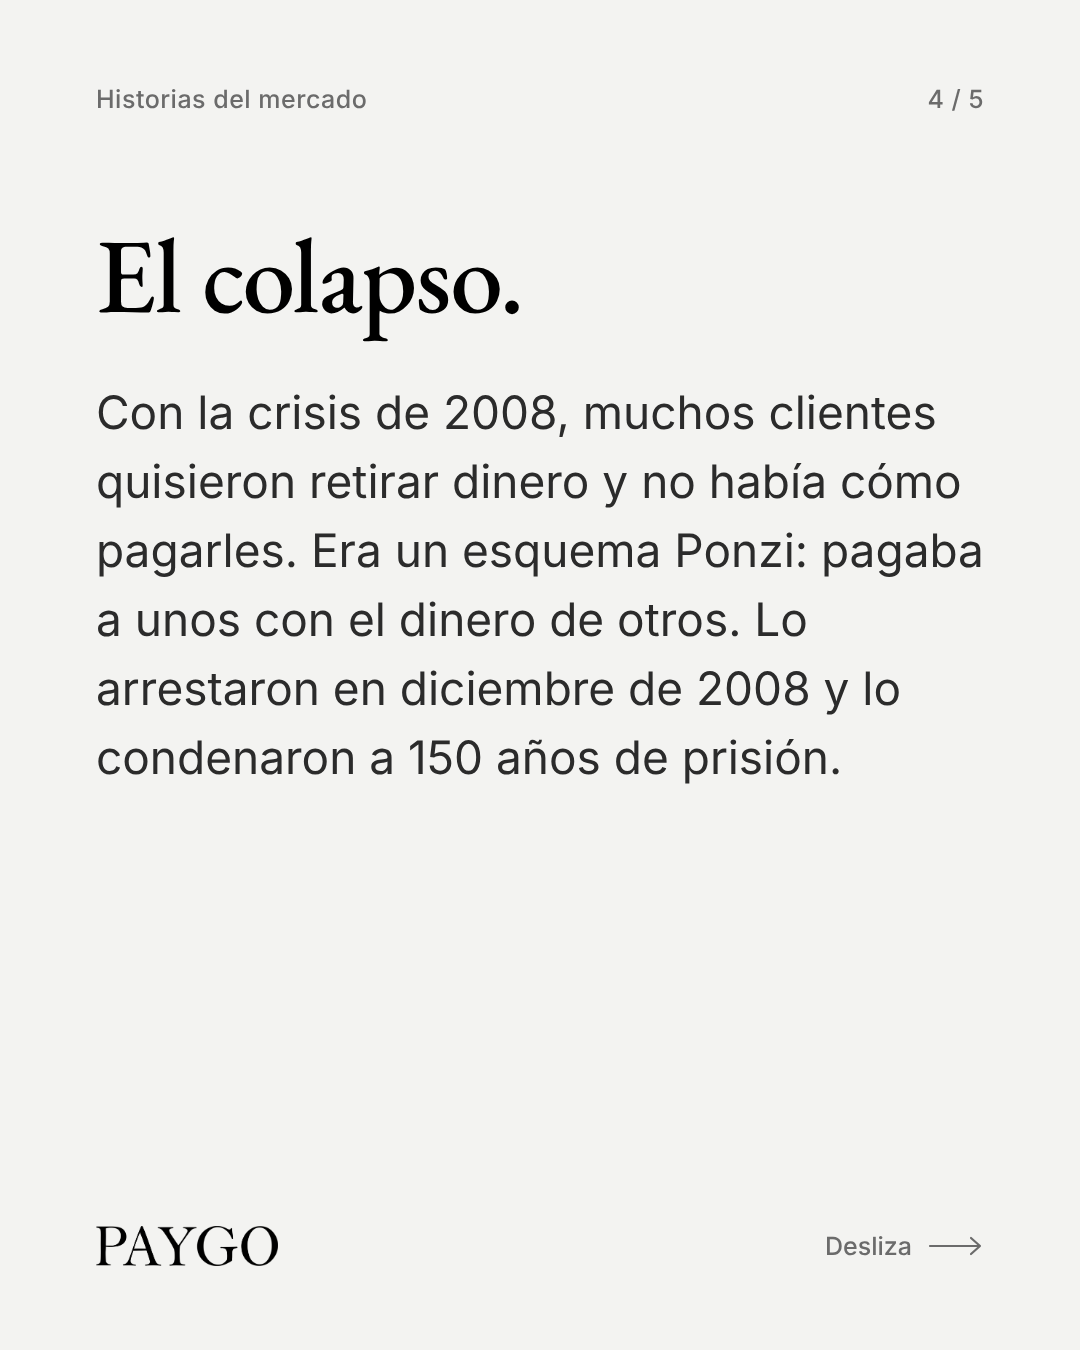 Historias del mercado
4 / 5
El colapso.
Con la crisis de 2008, muchos clientes
quisieron retirar dinero y no había cómo
pagarles. Era un esquema Ponzi: pagaba
a unos con el dinero de otros. Lo
arrestaron en diciembre de 2008 y lo
condenaron a 150 años de prisión.
PAYGO
Desliza